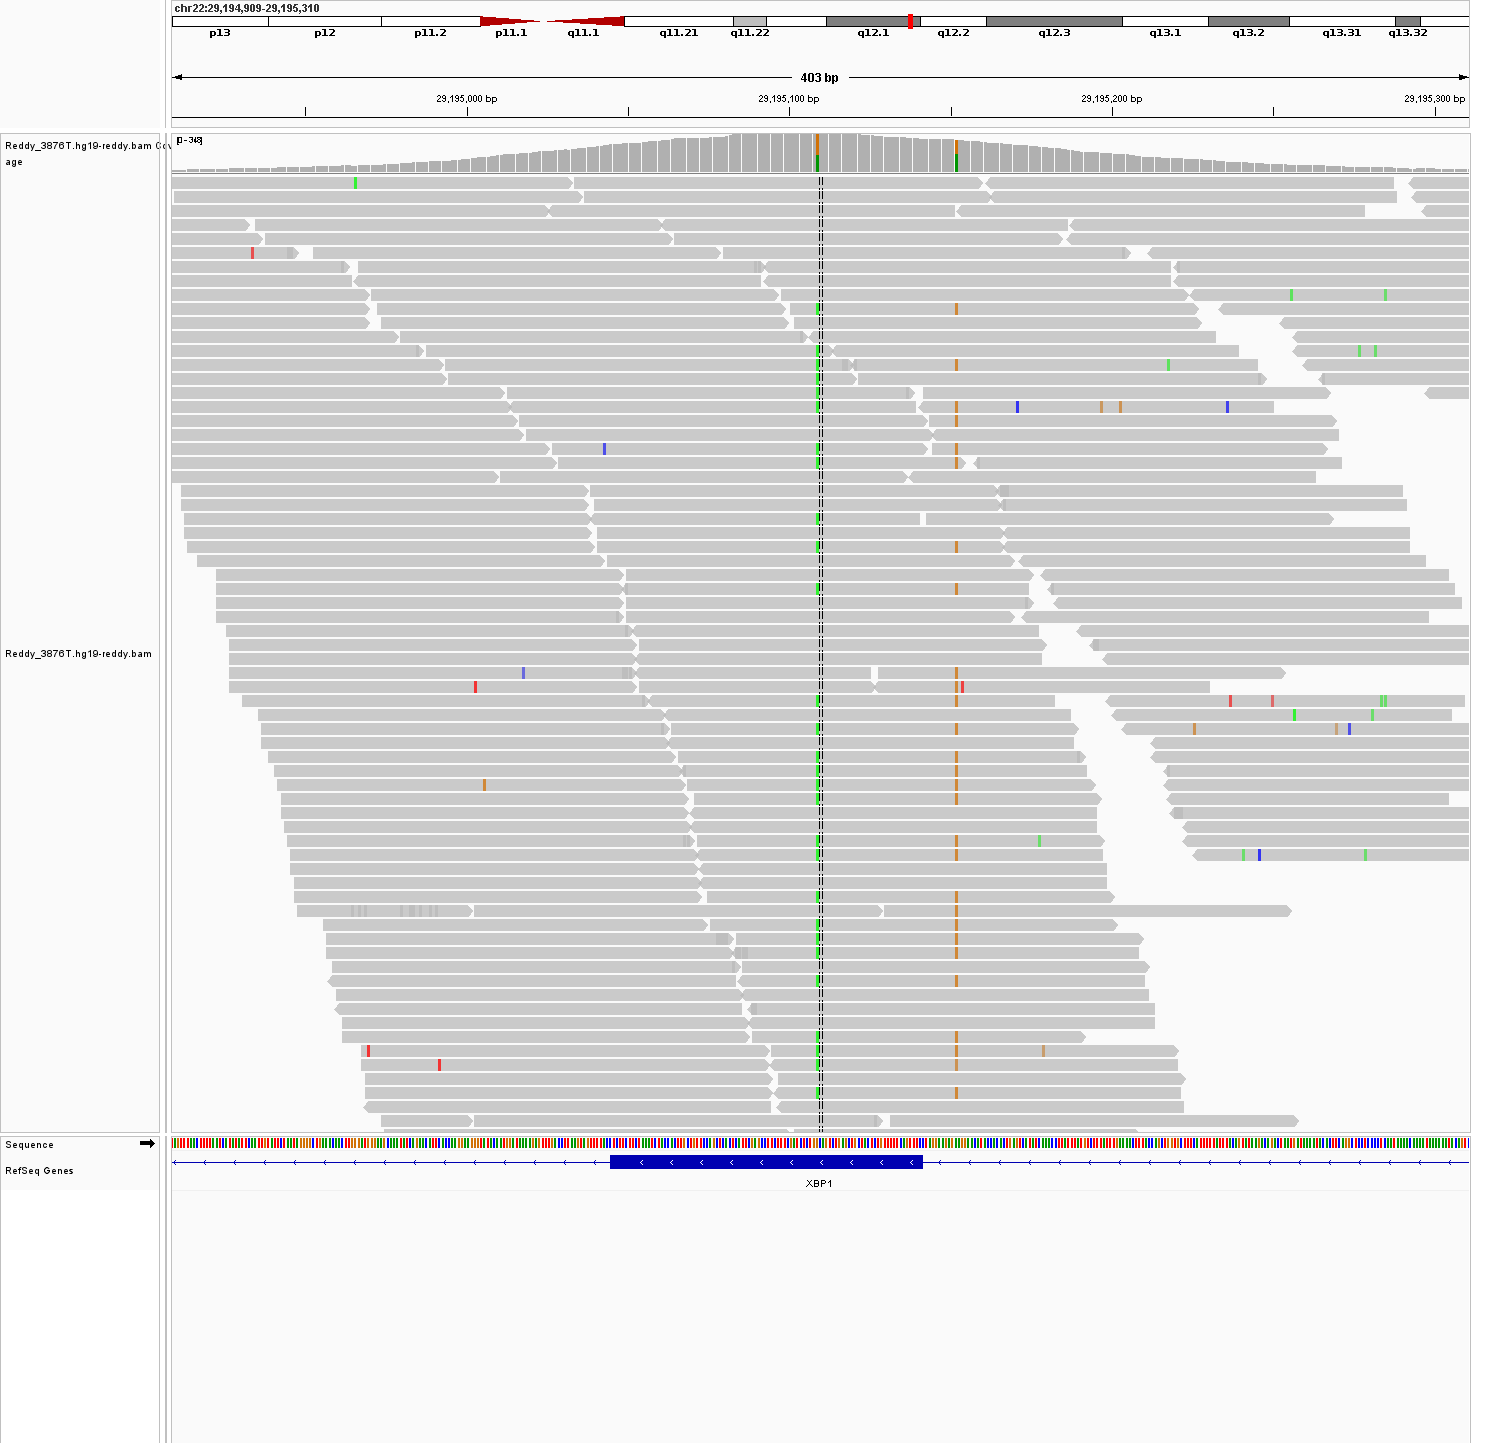 chr22:29,194,909-29,195,310
p13 p12 p11.2 p11.1 q11.1 q11.21 q11.22 q12.1 q12.2 q12.3 q13.1 q13.2 q13.31 q13.32
403 bp
29,195,000 bp 29,195,100 bp 29,195,200 bp 29,195,300 bp
Reddy_3876T.hg19-reddy.bam Cov
age
[0 - 348]
Reddy_3876T.hg19-reddy.bam
Sequence
RefSeq Genes
XBP1